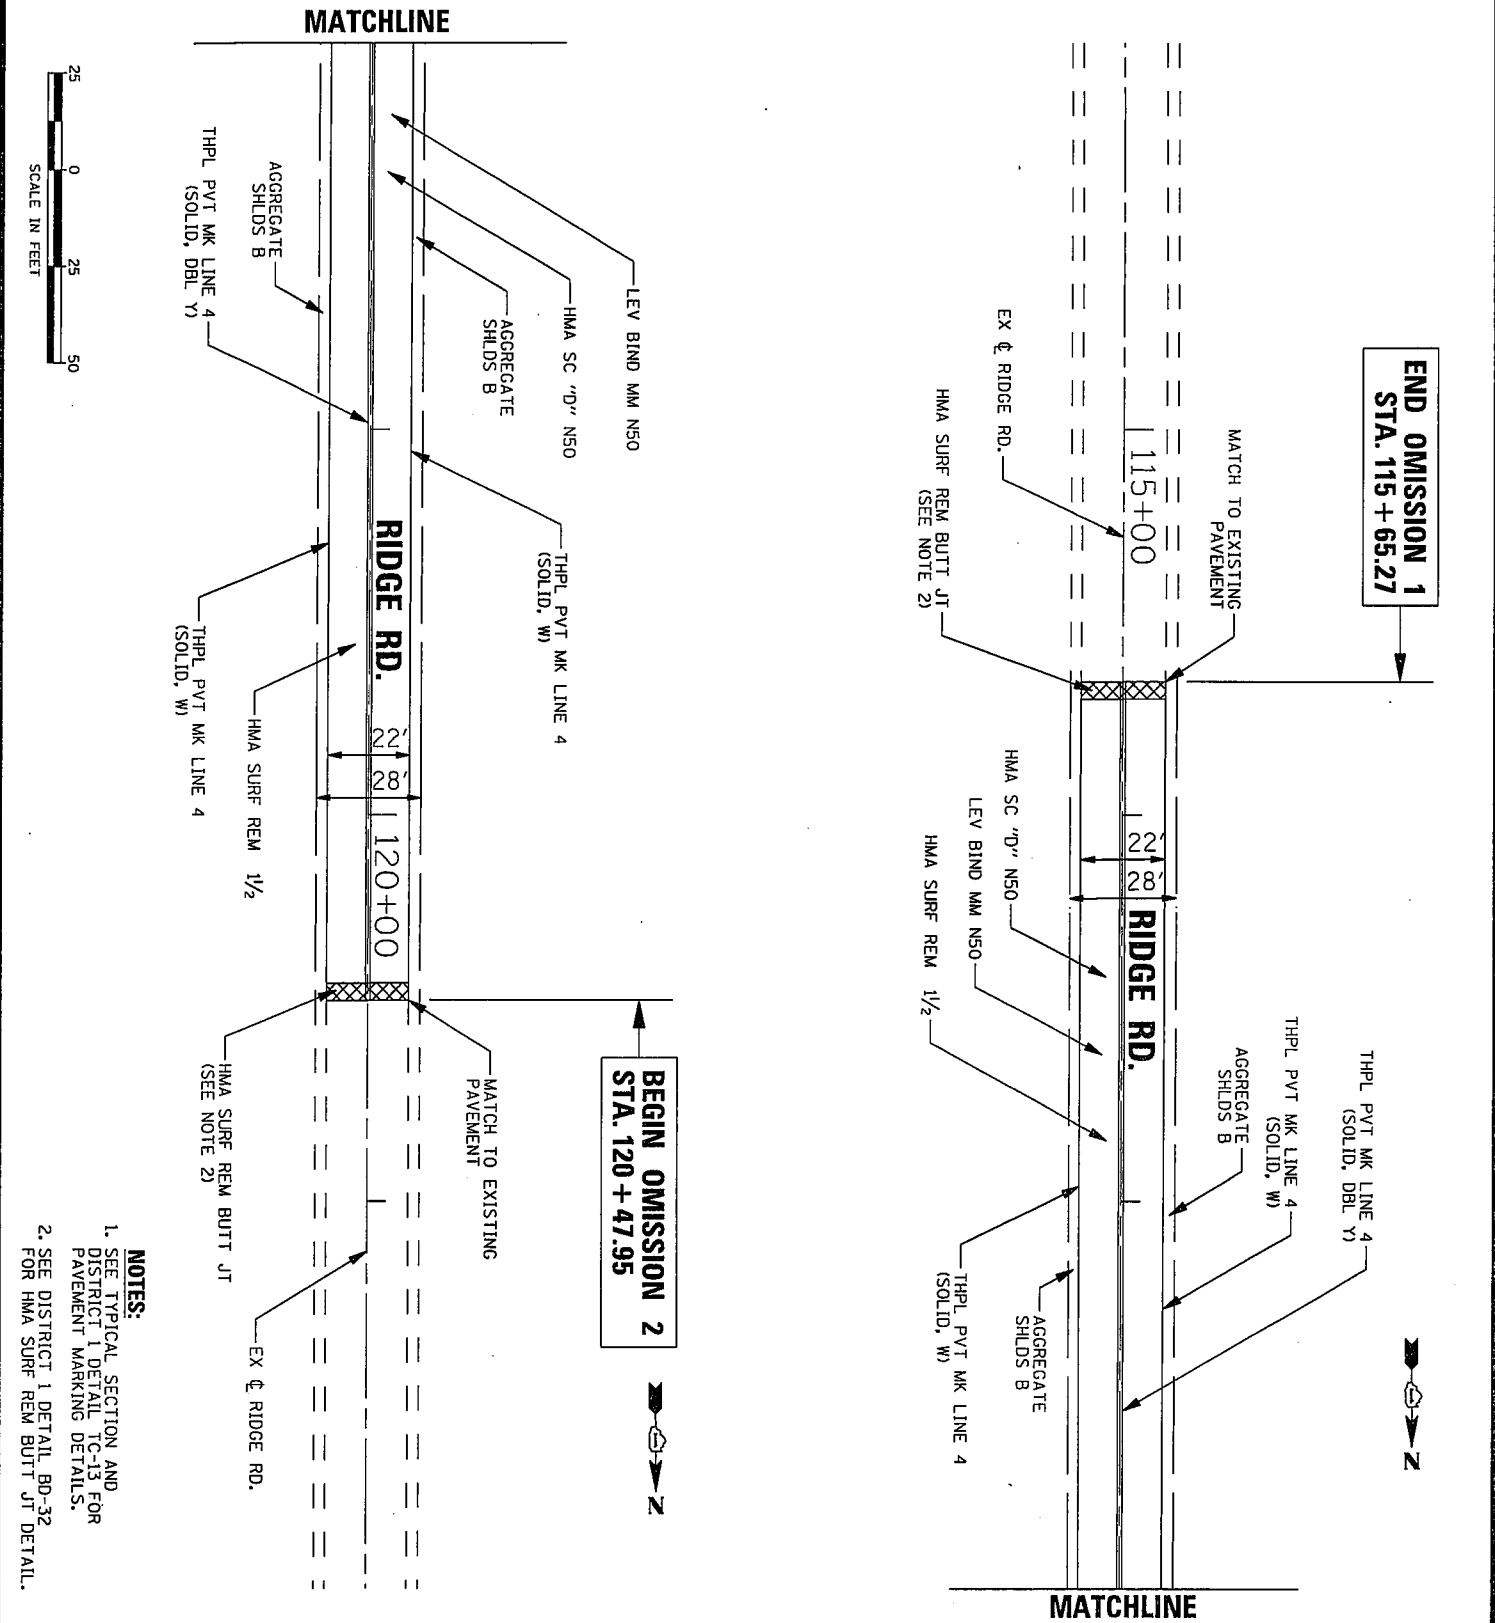 MATCHLINE
25
0
25
50
SCALE IN FEET
THPL PVT MK LINE 4
(SOLID, DBL Y)
AGGREGATE
SHLDS B
LEV BIND MM N50
HMA SC "D" N50
AGGREGATE
SHLDS B
THPL PVT MK LINE 4
(SOLID, W)
RIDGE RD.
THPL PVT MK LINE 4
(SOLID, W)
HMA SURF REM 1½
22'
28'
120+00
HMA SURF REM BUTT JT
(SEE NOTE 2)
MATCH TO EXISTING
PAVEMENT
BEGIN OMISSION 2
STA. 120+47.95
EX ℄ RIDGE RD.
N
NOTES:
1. SEE TYPICAL SECTION AND
DISTRICT 1 DETAIL TC-13 FOR
PAVEMENT MARKING DETAILS.
2. SEE DISTRICT 1 DETAIL BD-32
FOR HMA SURF REM BUTT JT DETAIL.
END OMISSION 1
STA. 115+65.27
MATCH TO EXISTING
PAVEMENT
115+00
EX ℄ RIDGE RD.
HMA SURF REM BUTT JT
(SEE NOTE 2)
22'
28'
RIDGE RD.
HMA SC "D" N50
LEV BIND MM N50
HMA SURF REM 1½
THPL PVT MK LINE 4
(SOLID, DBL Y)
THPL PVT MK LINE 4
(SOLID, W)
AGGREGATE
SHLDS B
AGGREGATE
SHLDS B
THPL PVT MK LINE 4
(SOLID, W)
N
MATCHLINE